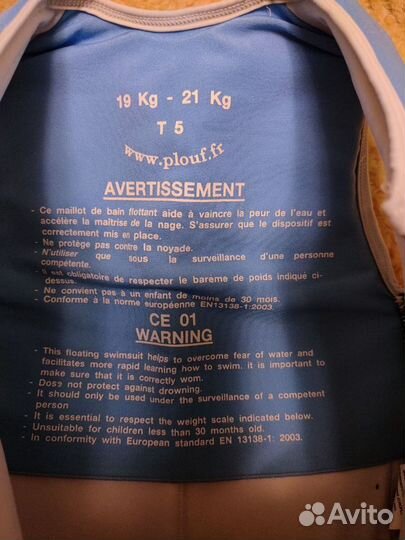 19 Kg - 21 Kg
T 5
www.plouf.fr
AVERTISSEMENT
- Ce maillot de bain flottant aide à vaincre la peur de l'eau et
accélère la maîtrise de la nage. S'assurer que le dispositif est
correctement mis en place.
- Ne protège pas contre la noyade.
- N'utiliser que sous la surveillance d'une personne
compétente.
- Il est obligatoire de respecter le barème de poids indiqué ci-
dessus.
- Ne convient pas à un enfant de moins de 30 mois.
- Conforme à la norme européenne EN13138-1:2003.
CE 01
WARNING
- This floating swimsuit helps to overcome fear of water and
facilitates more rapid learning how to swim. it is important to
make sure that it is correctly worn.
- Does not protect against drowning.
- It should only be used under the surveillance of a competent
person
- It is essential to respect the weight scale indicated below.
- Unsuitable for children less than 30 months old.
- In conformity with European standard EN 13138-1: 2003.
Avito